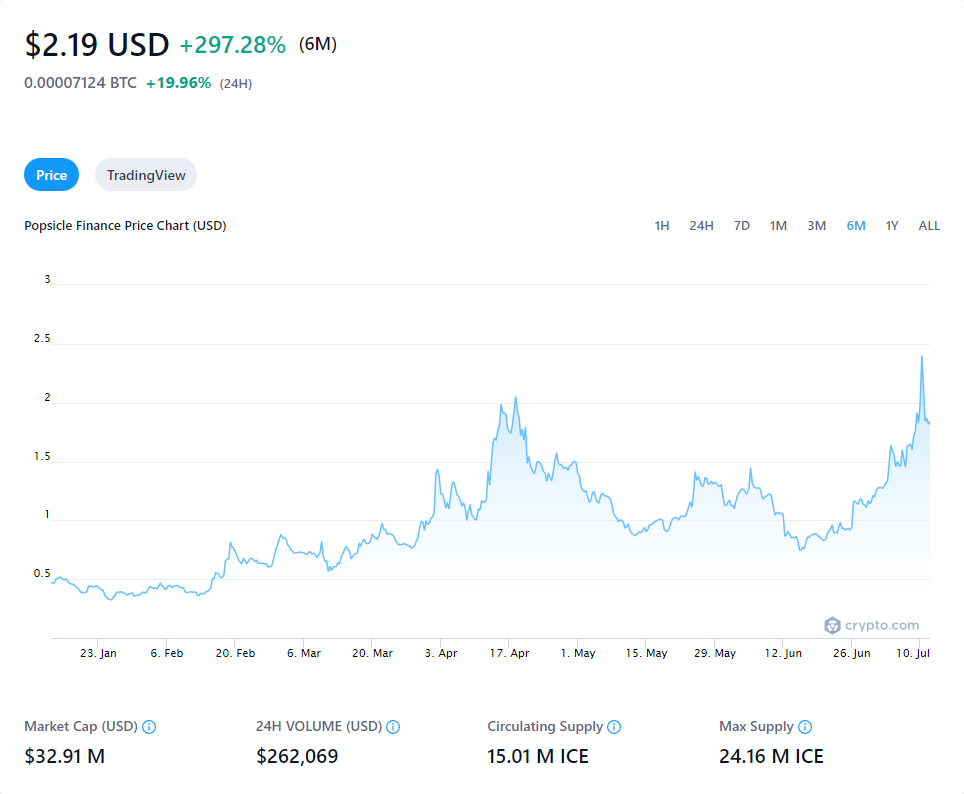 $2.19 USD +297.28% (6M)
0.00007124 BTC +19.96% (24H)
Price TradingView
Popsicle Finance Price Chart (USD) 1H 24H 7D 1M 3M 6M 1Y ALL
3
2.5
2
1.5
1
0.5
crypto.com
23. Jan 6. Feb 20. Feb 6. Mar 20. Mar 3. Apr 17. Apr 1. May 15. May 29. May 12. Jun 26. Jun 10. Jul
Market Cap (USD) 24H VOLUME (USD) Circulating Supply Max Supply
$32.91 M $262,069 15.01 M ICE 24.16 M ICE